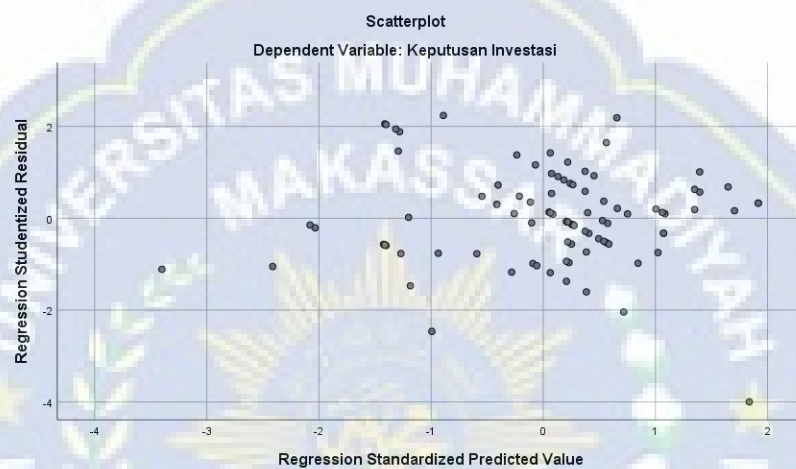 Scatterplot
Dependent Variable: Keputusan Investasi
UNIVERSITAS MUHAMMADIYAH
MAKASSAR
Regression Studentized Residual
2
0
-2
-4
-4
-3
-2
-1
0
1
2
Regression Standardized Predicted Value